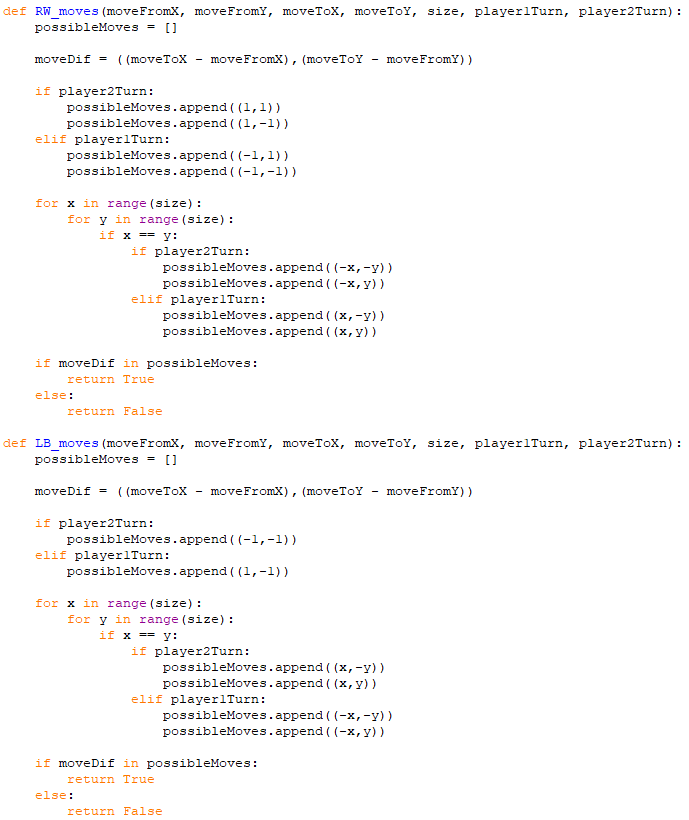 def RW_moves(moveFromX, moveFromY, moveToX, moveToY, size, player1Turn, player2Turn):
    possibleMoves = []

    moveDif = ((moveToX - moveFromX),(moveToY - moveFromY))

    if player2Turn:
        possibleMoves.append((1,1))
        possibleMoves.append((1,-1))
    elif player1Turn:
        possibleMoves.append((-1,1))
        possibleMoves.append((-1,-1))

    for x in range(size):
        for y in range(size):
            if x == y:
                if player2Turn:
                    possibleMoves.append((-x,-y))
                    possibleMoves.append((-x,y))
                elif player1Turn:
                    possibleMoves.append((x,-y))
                    possibleMoves.append((x,y))

    if moveDif in possibleMoves:
        return True
    else:
        return False

def LB_moves(moveFromX, moveFromY, moveToX, moveToY, size, player1Turn, player2Turn):
    possibleMoves = []

    moveDif = ((moveToX - moveFromX),(moveToY - moveFromY))

    if player2Turn:
        possibleMoves.append((-1,-1))
    elif player1Turn:
        possibleMoves.append((1,-1))

    for x in range(size):
        for y in range(size):
            if x == y:
                if player2Turn:
                    possibleMoves.append((x,-y))
                    possibleMoves.append((x,y))
                elif player1Turn:
                    possibleMoves.append((-x,-y))
                    possibleMoves.append((-x,y))

    if moveDif in possibleMoves:
        return True
    else:
        return False